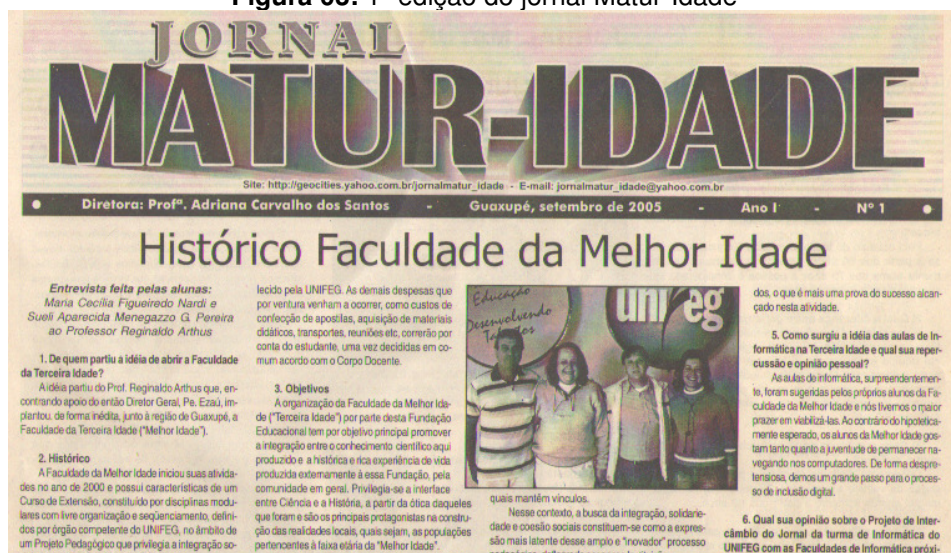 Figura 03: 1ª edição do jornal Matur-Idade
JORNAL
MATUR-IDADE
Site: http://geocities.yahoo.com.br/jornalmatur_idade - E-mail: jornalmatur_idade@yahoo.com.br
Diretora: Profª. Adriana Carvalho dos Santos - Guaxupé, setembro de 2005 - Ano I - Nº 1
Histórico Faculdade da Melhor Idade
Entrevista feita pelas alunas:
Maria Cecília Figueiredo Nardi e
Sueli Aparecida Menegazzo G. Pereira
ao Professor Reginaldo Arthus
1. De quem partiu a idéia de abrir a Faculdade
da Terceira Idade?
A idéia partiu do Prof. Reginaldo Arthus que, en-
contrando apoio do então Diretor Geral, Pe. Ezaú, im-
plantou, de forma inédita, junto à região de Guaxupé, a
Faculdade da Terceira Idade ("Melhor Idade").
2. Histórico
A Faculdade da Melhor Idade iniciou suas ativida-
des no ano de 2000 e possui características de um
Curso de Extensão, constituído por disciplinas modu-
lares com livre organização e seqüenciamento, defini-
dos por órgão competente do UNIFEG, no âmbito de
um Projeto Pedagógico que privilegia a integração so-
lecido pela UNIFEG. As demais despesas que
por ventura venham a ocorrer, como custos de
confecção de apostilas, aquisição de materiais
didáticos, transportes, reuniões etc, correrão por
conta do estudante, uma vez decididas em co-
mum acordo com o Corpo Docente.
3. Objetivos
A organização da Faculdade da Melhor Ida-
de ("Terceira Idade") por parte desta Fundação
Educacional tem por objetivo principal promover
a integração entre o conhecimento científico aqui
produzido e a histórica e rica experiência de vida
produzida externamente à essa Fundação, pela
comunidade em geral. Privilegia-se a interface
entre Ciência e a História, a partir da ótica daqueles
que foram e são os principais protagonistas na constru-
ção das realidades locais, quais sejam, as populações
pertencentes à faixa etária da "Melhor Idade".
Educação
Desenvolvendo
Talentos
unifeg
quais mantêm vínculos.
Nesse contexto, a busca da integração, solidarie-
dade e coesão sociais constituem-se como a expres-
são mais latente desse amplo e "inovador" processo
dos, o que é mais uma prova do sucesso alcan-
çado nesta atividade.
5. Como surgiu a idéia das aulas de In-
formática na Terceira Idade e qual sua reper-
cussão e opinião pessoal?
As aulas de informática, surpreendentemen-
te, foram sugeridas pelos próprios alunos da Fa-
culdade da Melhor Idade e nós tivemos o maior
prazer em viabilizá-las. Ao contrário do hipotetica-
mente esperado, os alunos da Melhor Idade gos-
tam tanto quanto a juventude de permanecer na-
vegando nos computadores. De forma despre-
tensiosa, demos um grande passo para o proces-
so de inclusão digital.
6. Qual sua opinião sobre o Projeto de Inter-
câmbio do Jornal da turma de Informática do
UNIFEG com as Faculdades de Informática próxi-